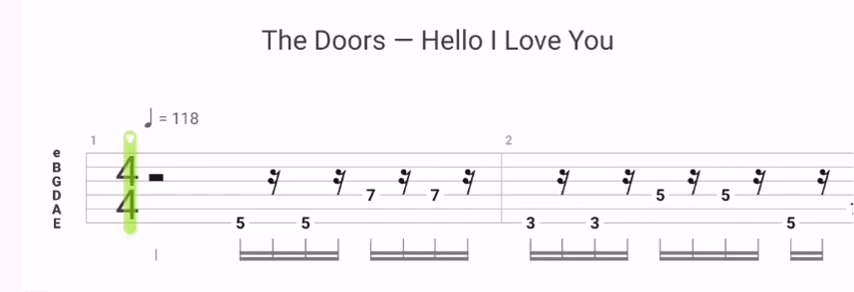 The Doors — Hello I Love You
♩ = 118
1 2
e
B
G
D
A
E
4
4
7 7 5 5
5 5 3 3 5